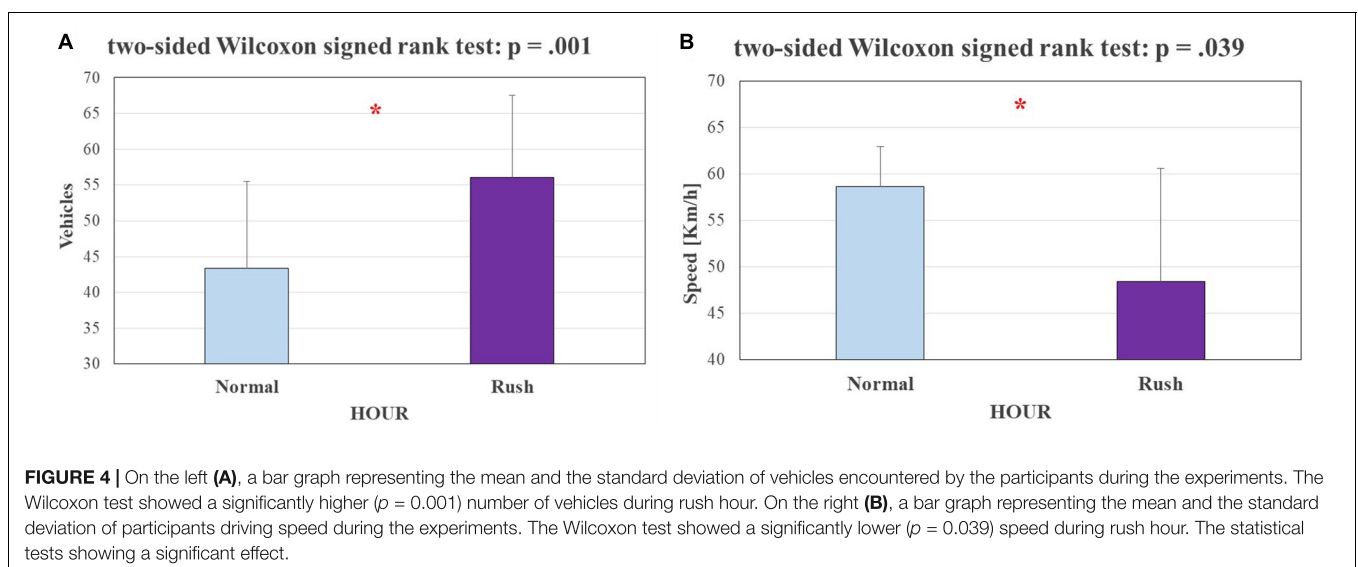 A two-sided Wilcoxon signed rank test: p = .001
70
65
60
55
50
45
40
35
30
Vehicles
*
Normal Rush
HOUR
B two-sided Wilcoxon signed rank test: p = .039
70
65
60
55
50
45
40
Speed [Km/h]
*
Normal Rush
HOUR
FIGURE 4 | On the left (A), a bar graph representing the mean and the standard deviation of vehicles encountered by the participants during the experiments. The
Wilcoxon test showed a significantly higher (p = 0.001) number of vehicles during rush hour. On the right (B), a bar graph representing the mean and the standard
deviation of participants driving speed during the experiments. The Wilcoxon test showed a significantly lower (p = 0.039) speed during rush hour. The statistical
tests showing a significant effect.